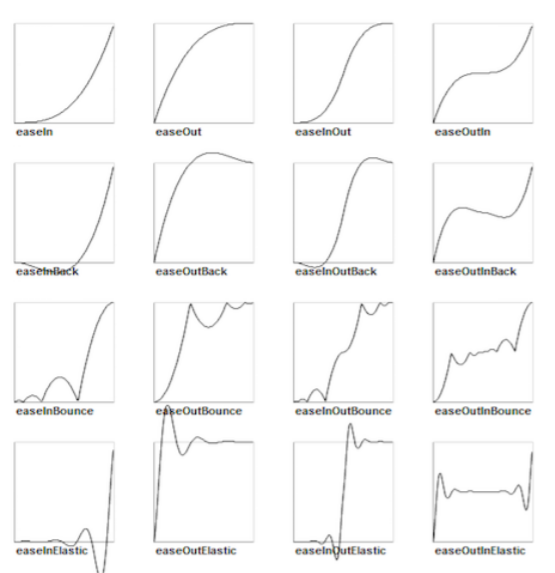 easeIn easeOut easeInOut easeOutIn
easeInBack easeOutBack easeInOutBack easeOutInBack
easeInBounce easeOutBounce easeInOutBounce easeOutInBounce
easeInElastic easeOutElastic easeInOutElastic easeOutInElastic